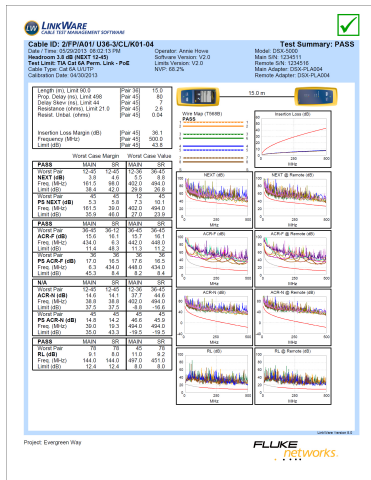 LW LINKWARE
CABLE TEST MANAGEMENT SOFTWARE
Cable ID: 2/FP/A01/ U36-3/CL/K01-04
Test Summary: PASS
Date / Time: 05/29/2013 08:02:13 PM
Headroom 3.8 dB (NEXT 12-45)
Test Limit: TIA Cat 6A Perm. Link - PoE
Cable Type: Cat 6A U/UTP
Calibration Date: 04/30/2013
Operator: Annie Howe
Software Version: V2.0
Limits Version: V2.0
NVP: 68.2%
Model: DSX-5000
Main S/N: 1234511
Remote S/N: 1234516
Main Adapter: DSX-PLA004
Remote Adapter: DSX-PLA004
Length (m), Limit 90.0 [Pair 36] 15.0
Prop. Delay (ns), Limit 498 [Pair 45] 80
Delay Skew (ns), Limit 44 [Pair 45] 7
Resistance (ohms), Limit 21.0 [Pair 45] 2.6
Resist. Unbal. (ohms) [Pair 45] 0.04
Insertion Loss Margin (dB) [Pair 45] 36.1
Frequency (MHz) [Pair 45] 500.0
Limit (dB) [Pair 45] 43.8
Worst Case Margin Worst Case Value
PASS MAIN SR MAIN SR
Worst Pair 12-45 12-45 12-36 36-45
NEXT (dB) 3.8 4.6 5.5 8.8
Freq. (MHz) 161.5 98.0 402.0 494.0
Limit (dB) 38.4 42.0 29.8 26.8
Worst Pair 45 45 12 45
PS NEXT (dB) 5.3 5.8 7.3 10.1
Freq. (MHz) 161.5 39.0 402.0 494.0
Limit (dB) 35.9 46.0 27.0 23.9
PASS MAIN SR MAIN SR
Worst Pair 36-45 36-12 36-45 36-45
ACR-F (dB) 15.6 16.1 15.7 16.1
Freq. (MHz) 434.0 6.3 442.0 448.0
Limit (dB) 11.4 48.3 11.3 11.2
Worst Pair 36 36 36 36
PS ACR-F (dB) 17.0 16.5 17.6 16.5
Freq. (MHz) 6.3 434.0 448.0 434.0
Limit (dB) 45.3 8.4 8.2 8.4
N/A MAIN SR MAIN SR
Worst Pair 12-45 12-45 12-36 36-45
ACR-N (dB) 14.6 14.1 37.7 44.6
Freq. (MHz) 38.8 38.8 402.0 494.0
Limit (dB) 37.5 37.5 -8.9 -16.6
Worst Pair 45 45 45 45
PS ACR-N (dB) 14.8 14.2 46.6 45.9
Freq. (MHz) 39.0 19.3 494.0 494.0
Limit (dB) 35.0 43.3 -19.5 -19.5
PASS MAIN SR MAIN SR
Worst Pair 78 78 45 78
RL (dB) 9.1 8.0 11.0 9.2
Freq. (MHz) 144.0 144.0 497.0 451.0
Limit (dB) 12.4 12.4 8.0 8.0
15.0 m
Wire Map (T568B)
PASS
Insertion Loss (dB)
NEXT (dB)
NEXT @ Remote (dB)
ACR-F (dB)
ACR-F @ Remote (dB)
ACR-N (dB)
ACR-N @ Remote (dB)
RL (dB)
RL @ Remote (dB)
Project: Evergreen Way
FLUKE
networks.